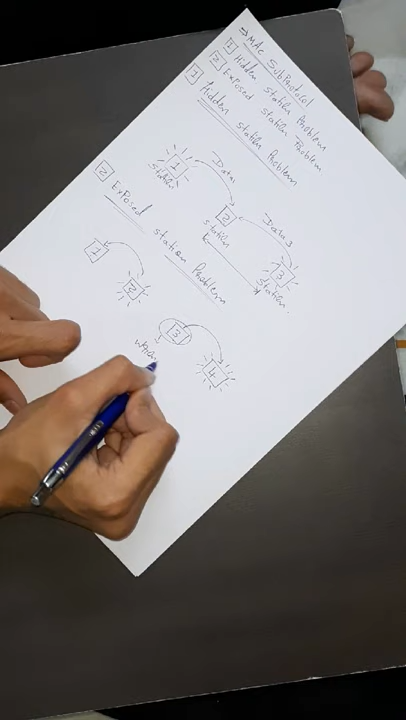 ⇒ MAC SubProtocol
1 Hidden station Problem
2 Exposed station Problem
1 Hidden station Problem
1
station
Data
2
station
Data
3
station.
2 Exposed station Problem
1
2
3
4